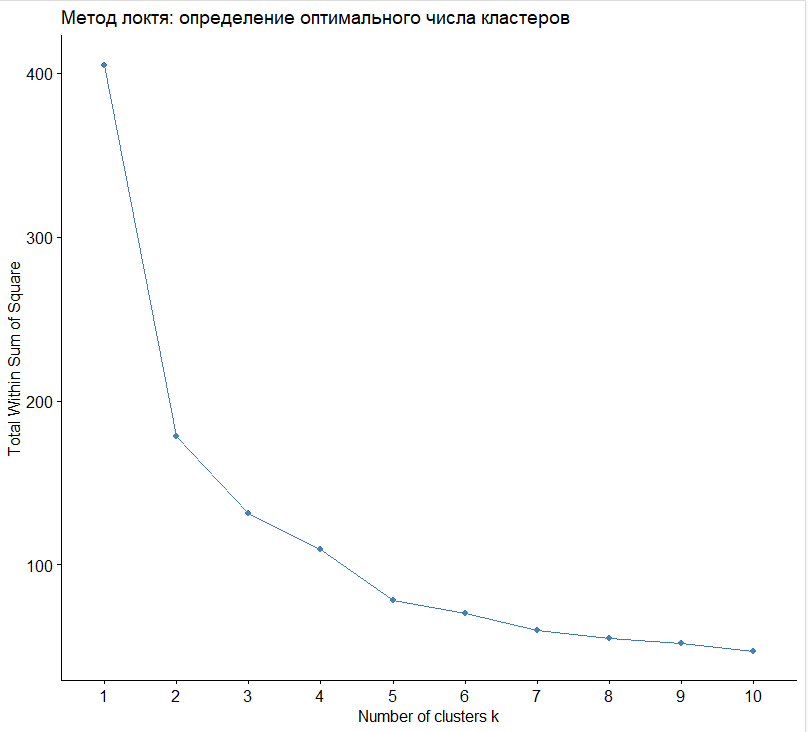 Метод локтя: определение оптимального числа кластеров
400
300
200
100
Total Within Sum of Square
1 2 3 4 5 6 7 8 9 10
Number of clusters k